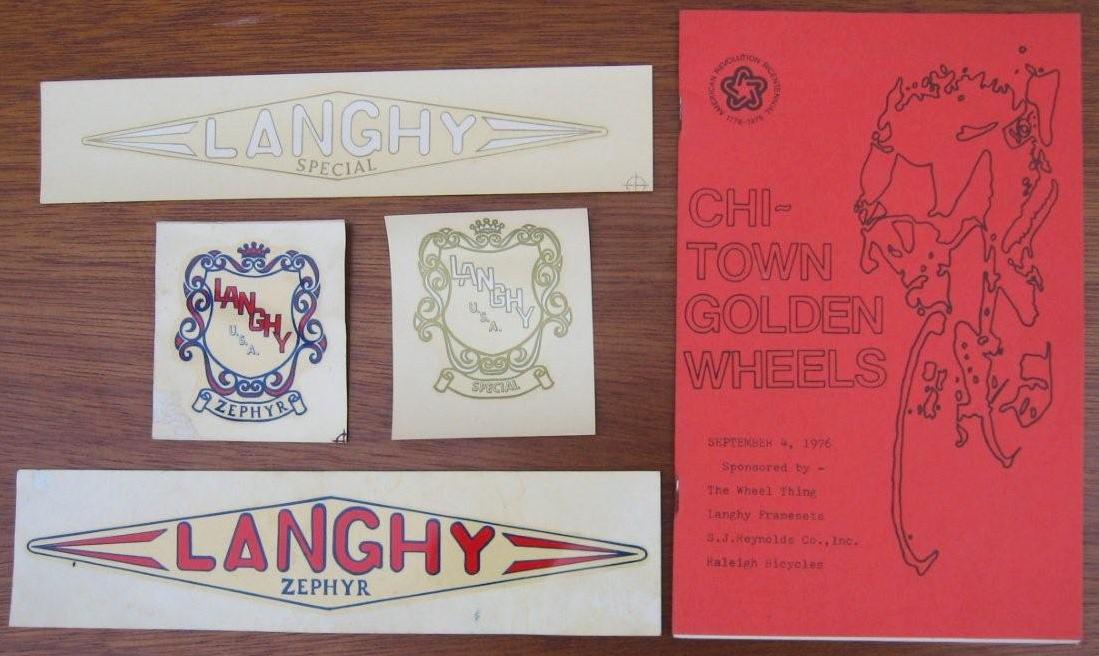 LANGHY
SPECIAL
LANGHY
U.S.A.
ZEPHYR
LANGHY
U.S.A.
SPECIAL
LANGHY
ZEPHYR
AMERICAN REVOLUTION BICENTENNIAL
1776-1976
CHI~
TOWN
GOLDEN
WHEELS
SEPTEMBER 4, 1976
Sponsored by -
The Wheel Thing
Langhy Framesets
S.J.Reynolds Co.,Inc.
Raleigh Bicycles